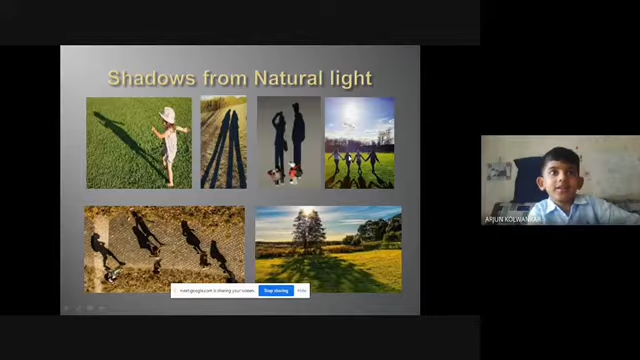 Shadows from Natural light
ARJUN KOLWANKAR
meet.google.com is sharing your screen.
Stop sharing
Hide